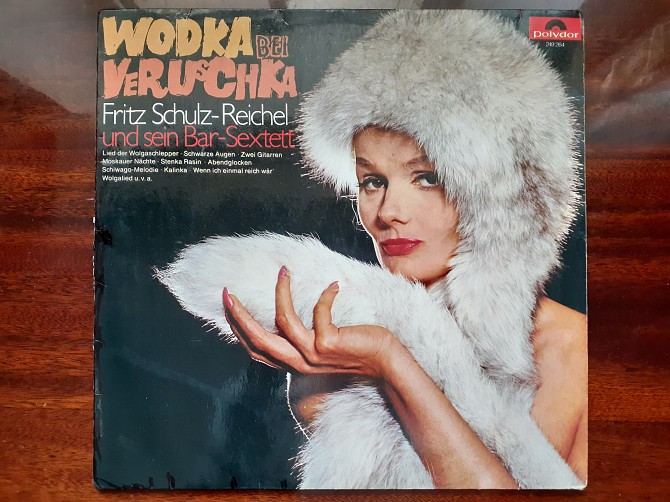 WODKA BEI
VERUSCHKA
Fritz Schulz-Reichel
und sein Bar-Sextett
Lied der Wolgaschlepper · Schwarze Augen · Zwei Gitarren
Moskauer Nächte · Stenka Rasin · Abendglocken
Schiwago-Melodie · Kalinka · Wenn ich einmal reich wär'
Wolgalied u. v. a.
Polydor
249 264